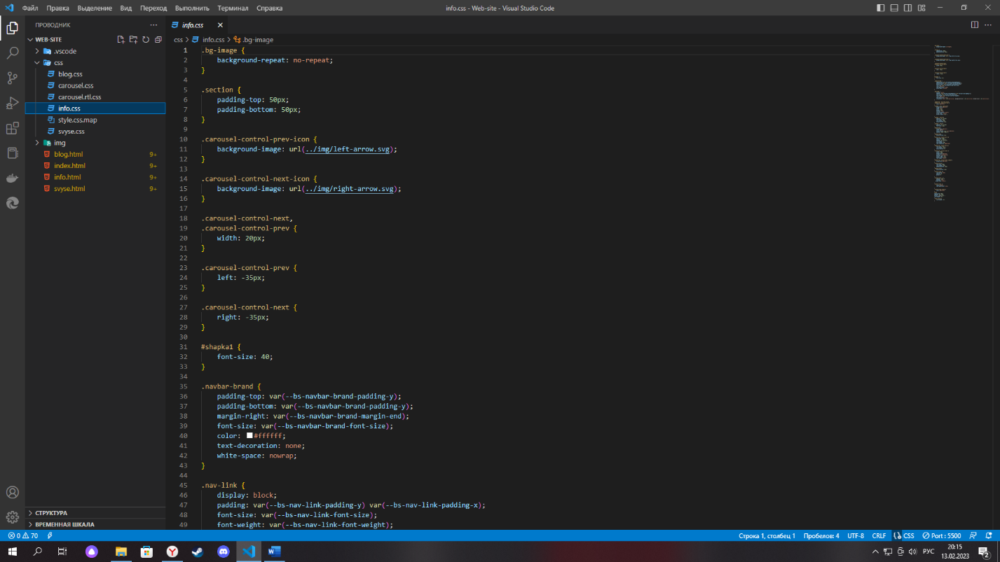 Файл Правка Выделение Вид Переход Выполнить Терминал Справка
info.css - Web-site - Visual Studio Code
ПРОВОДНИК
WEB-SITE
.vscode
css
blog.css
carousel.css
carousel.rtl.css
info.css
style.css.map
svyse.css
img
blog.html 9+
index.html 9+
info.html 9+
svyse.html 9+
СТРУКТУРА
ВРЕМЕННАЯ ШКАЛА
info.css
css > info.css > .bg-image
1 .bg-image {
2 background-repeat: no-repeat;
3 }
4
5 .section {
6 padding-top: 50px;
7 padding-bottom: 50px;
8 }
9
10 .carousel-control-prev-icon {
11 background-image: url(../img/left-arrow.svg);
12 }
13
14 .carousel-control-next-icon {
15 background-image: url(../img/right-arrow.svg);
16 }
17
18 .carousel-control-next,
19 .carousel-control-prev {
20 width: 20px;
21 }
22
23 .carousel-control-prev {
24 left: -35px;
25 }
26
27 .carousel-control-next {
28 right: -35px;
29 }
30
31 #shapka1 {
32 font-size: 40;
33 }
34
35 .navbar-brand {
36 padding-top: var(--bs-navbar-brand-padding-y);
37 padding-bottom: var(--bs-navbar-brand-padding-y);
38 margin-right: var(--bs-navbar-brand-margin-end);
39 font-size: var(--bs-navbar-brand-font-size);
40 color: #ffffff;
41 text-decoration: none;
42 white-space: nowrap;
43 }
44
45 .nav-link {
46 display: block;
47 padding: var(--bs-nav-link-padding-y) var(--bs-nav-link-padding-x);
48 font-size: var(--bs-nav-link-font-size);
49 font-weight: var(--bs-nav-link-font-weight);
0 70
Строка 1, столбец 1 Пробелов: 4 UTF-8 CRLF CSS Port : 5500
РУС
20:15
13.02.2023
2